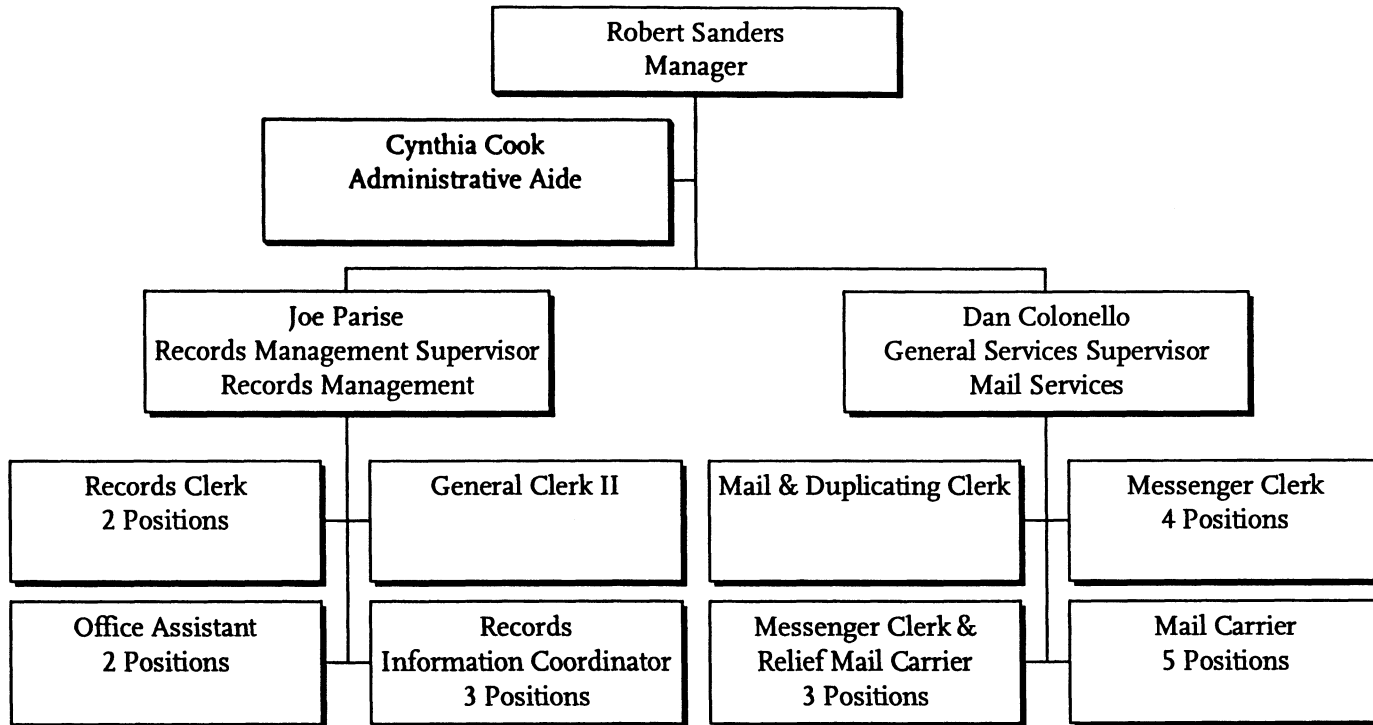 Robert Sanders
Manager
Cynthia Cook
Administrative Aide
Joe Parise
Records Management Supervisor
Records Management
Dan Colonello
General Services Supervisor
Mail Services
Records Clerk
2 Positions
General Clerk II
Mail & Duplicating Clerk
Messenger Clerk
4 Positions
Office Assistant
2 Positions
Records
Information Coordinator
3 Positions
Messenger Clerk &
Relief Mail Carrier
3 Positions
Mail Carrier
5 Positions